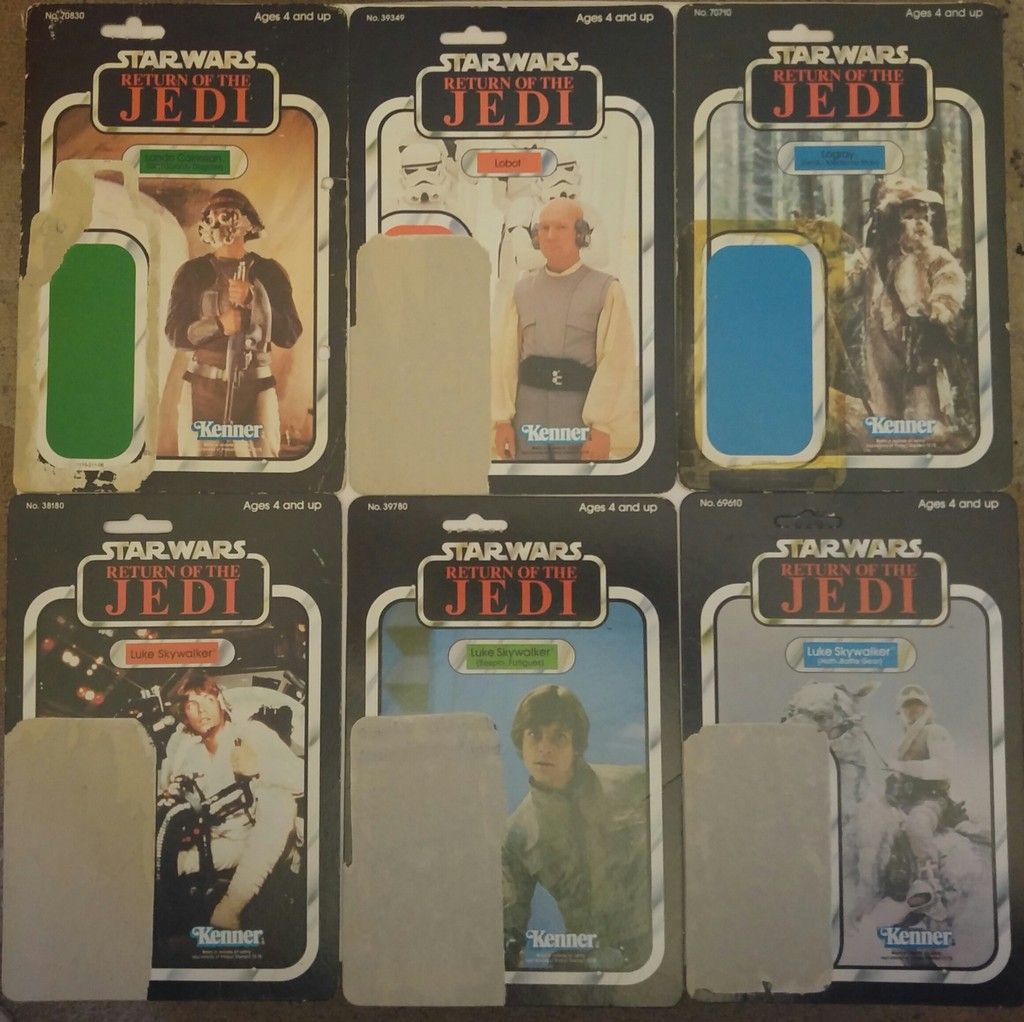 No. 70830
Ages 4 and up
STAR WARS
RETURN OF THE
JEDI
Lando Calrissian
Kenner
No. 39349
Ages 4 and up
STAR WARS
RETURN OF THE
JEDI
Lobot
Kenner
No. 70710
Ages 4 and up
STAR WARS
RETURN OF THE
JEDI
Logray
(Ewok Medicine Man)
Kenner
No. 38180
Ages 4 and up
STAR WARS
RETURN OF THE
JEDI
Luke Skywalker
Kenner
No. 39780
Ages 4 and up
STAR WARS
RETURN OF THE
JEDI
Luke Skywalker
(Bespin Fatigues)
Kenner
No. 69610
Ages 4 and up
STAR WARS
RETURN OF THE
JEDI
Luke Skywalker
(Hoth Battle Gear)
Kenner